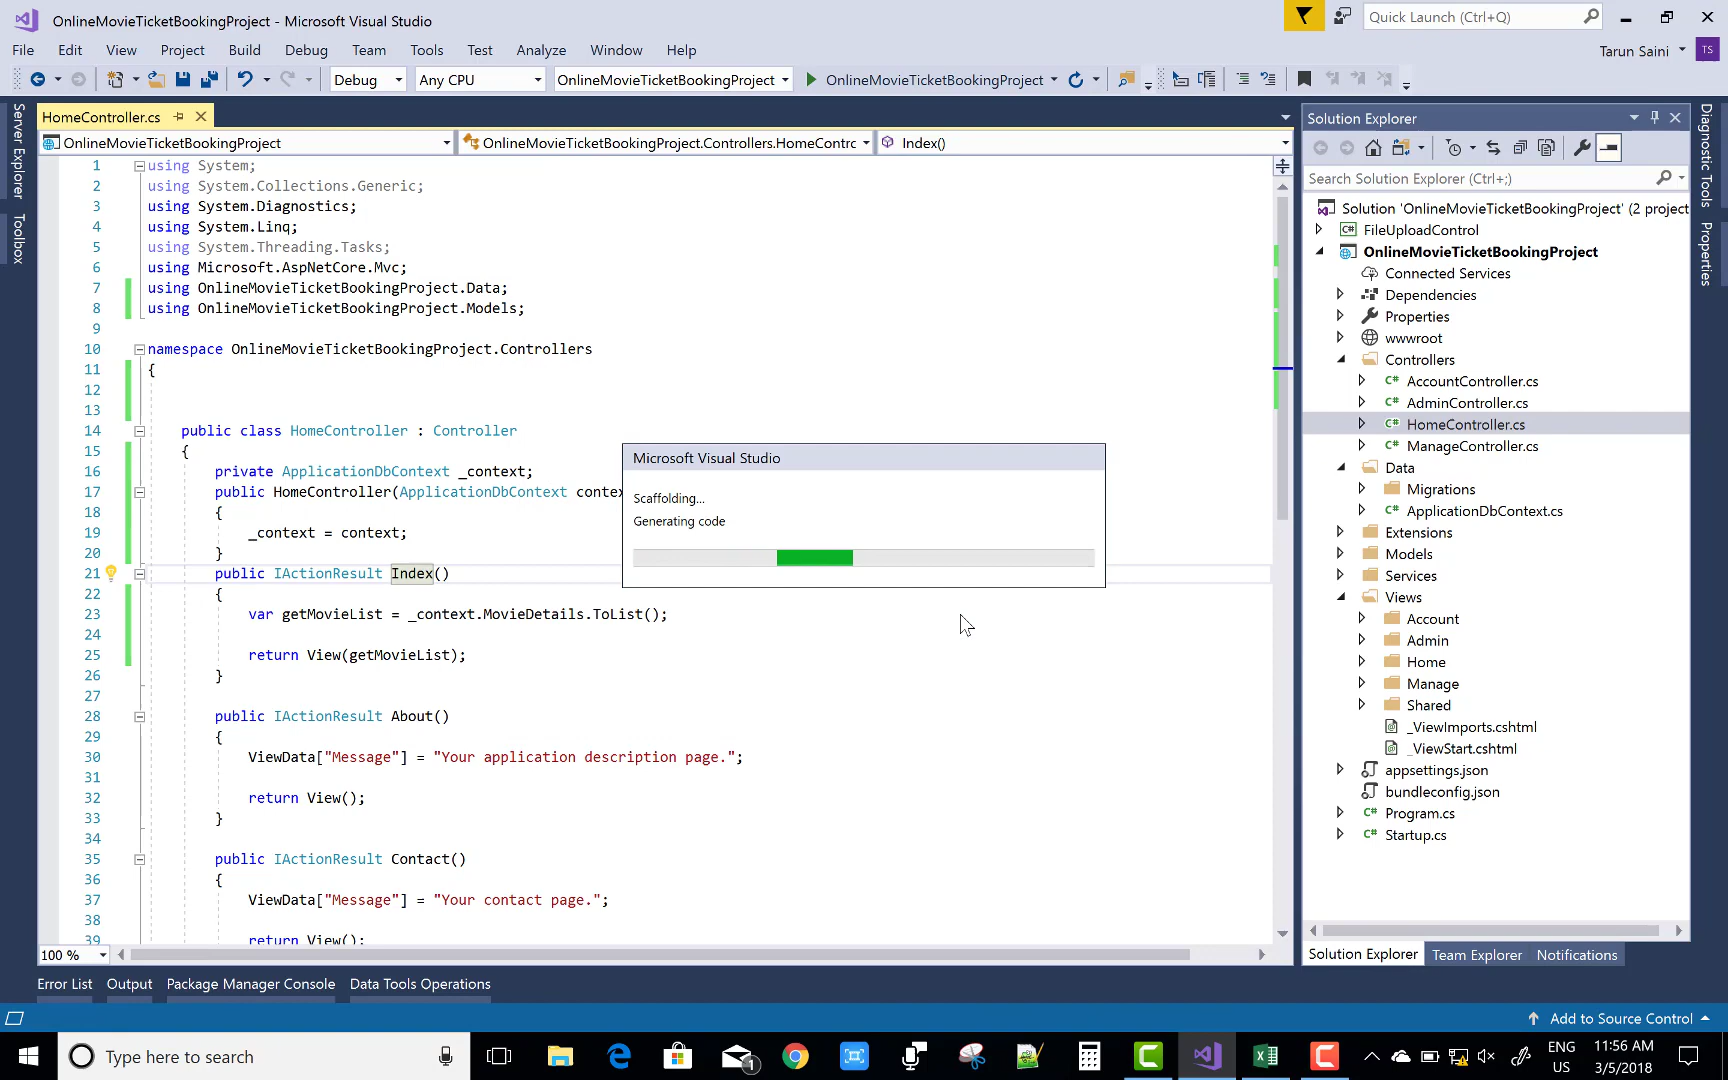 OnlineMovieTicketBookingProject - Microsoft Visual Studio
Quick Launch (Ctrl+Q)
File Edit View Project Build Debug Team Tools Test Analyze Window Help
Tarun Saini TS
Debug Any CPU OnlineMovieTicketBookingProject OnlineMovieTicketBookingProject
Server Explorer
Toolbox
HomeController.cs
OnlineMovieTicketBookingProject OnlineMovieTicketBookingProject.Controllers.HomeContrc Index()
1 using System;
2 using System.Collections.Generic;
3 using System.Diagnostics;
4 using System.Linq;
5 using System.Threading.Tasks;
6 using Microsoft.AspNetCore.Mvc;
7 using OnlineMovieTicketBookingProject.Data;
8 using OnlineMovieTicketBookingProject.Models;
9
10 namespace OnlineMovieTicketBookingProject.Controllers
11 {
12
13
14 public class HomeController : Controller
15 {
16 private ApplicationDbContext _context;
17 public HomeController(ApplicationDbContext contex
18 {
19 _context = context;
20 }
21 public IActionResult Index()
22 {
23 var getMovieList = _context.MovieDetails.ToList();
24
25 return View(getMovieList);
26 }
27
28 public IActionResult About()
29 {
30 ViewData["Message"] = "Your application description page.";
31
32 return View();
33 }
34
35 public IActionResult Contact()
36 {
37 ViewData["Message"] = "Your contact page.";
38
39 return View();
100 %
Microsoft Visual Studio
Scaffolding...
Generating code
Solution Explorer
Search Solution Explorer (Ctrl+;)
Solution 'OnlineMovieTicketBookingProject' (2 project
C# FileUploadControl
OnlineMovieTicketBookingProject
Connected Services
Dependencies
Properties
wwwroot
Controllers
C# AccountController.cs
C# AdminController.cs
C# HomeController.cs
C# ManageController.cs
Data
Migrations
C# ApplicationDbContext.cs
Extensions
Models
Services
Views
Account
Admin
Home
Manage
Shared
_ViewImports.cshtml
_ViewStart.cshtml
appsettings.json
bundleconfig.json
C# Program.cs
C# Startup.cs
Solution Explorer Team Explorer Notifications
Diagnostic Tools
Properties
Error List Output Package Manager Console Data Tools Operations
Add to Source Control
Type here to search
1
ENG
US
11:56 AM
3/5/2018